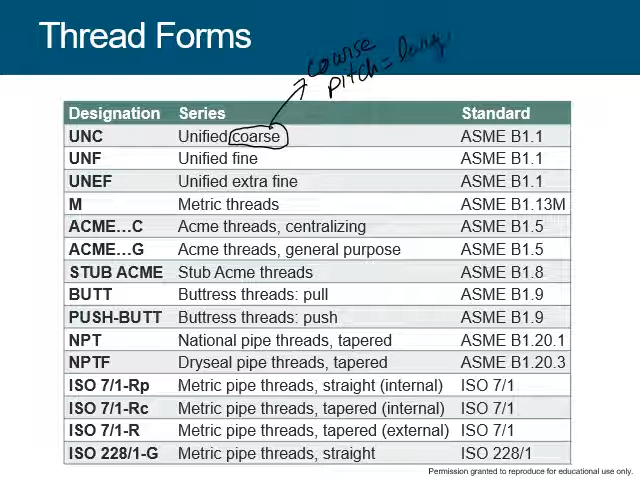 Thread Forms
coarse
pitch =
Designation Series Standard
UNC Unified coarse ASME B1.1
UNF Unified fine ASME B1.1
UNEF Unified extra fine ASME B1.1
M Metric threads ASME B1.13M
ACME...C Acme threads, centralizing ASME B1.5
ACME...G Acme threads, general purpose ASME B1.5
STUB ACME Stub Acme threads ASME B1.8
BUTT Buttress threads: pull ASME B1.9
PUSH-BUTT Buttress threads: push ASME B1.9
NPT National pipe threads, tapered ASME B1.20.1
NPTF Dryseal pipe threads, tapered ASME B1.20.3
ISO 7/1-Rp Metric pipe threads, straight (internal) ISO 7/1
ISO 7/1-Rc Metric pipe threads, tapered (internal) ISO 7/1
ISO 7/1-R Metric pipe threads, tapered (external) ISO 7/1
ISO 228/1-G Metric pipe threads, straight ISO 228/1
Permission granted to reproduce for educational use only.